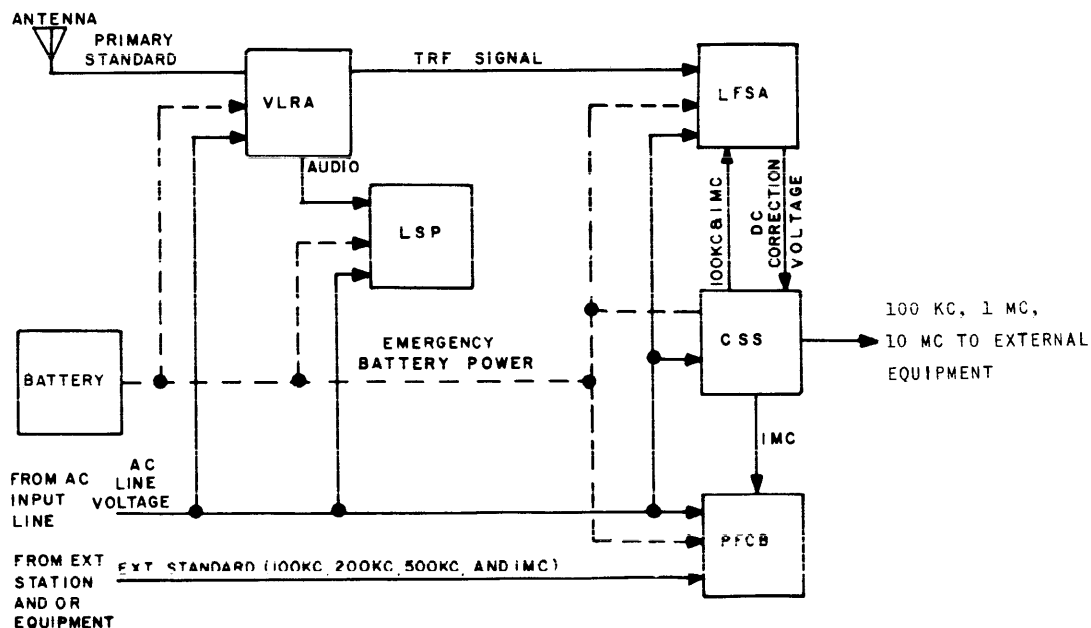 ANTENNA
PRIMARY
STANDARD
TRF SIGNAL
VLRA
LFSA
AUDIO
LSP
100KC&1MC
DC
CORRECTION
VOLTAGE
CSS
100 KC, 1 MC,
10 MC TO EXTERNAL
EQUIPMENT
EMERGENCY
BATTERY POWER
BATTERY
1MC
FROM AC
INPUT
LINE
AC
LINE
VOLTAGE
PFCB
FROM EXT
STATION
AND OR
EQUIPMENT
EXT STANDARD (100KC, 200KC, 500KC, AND 1MC)